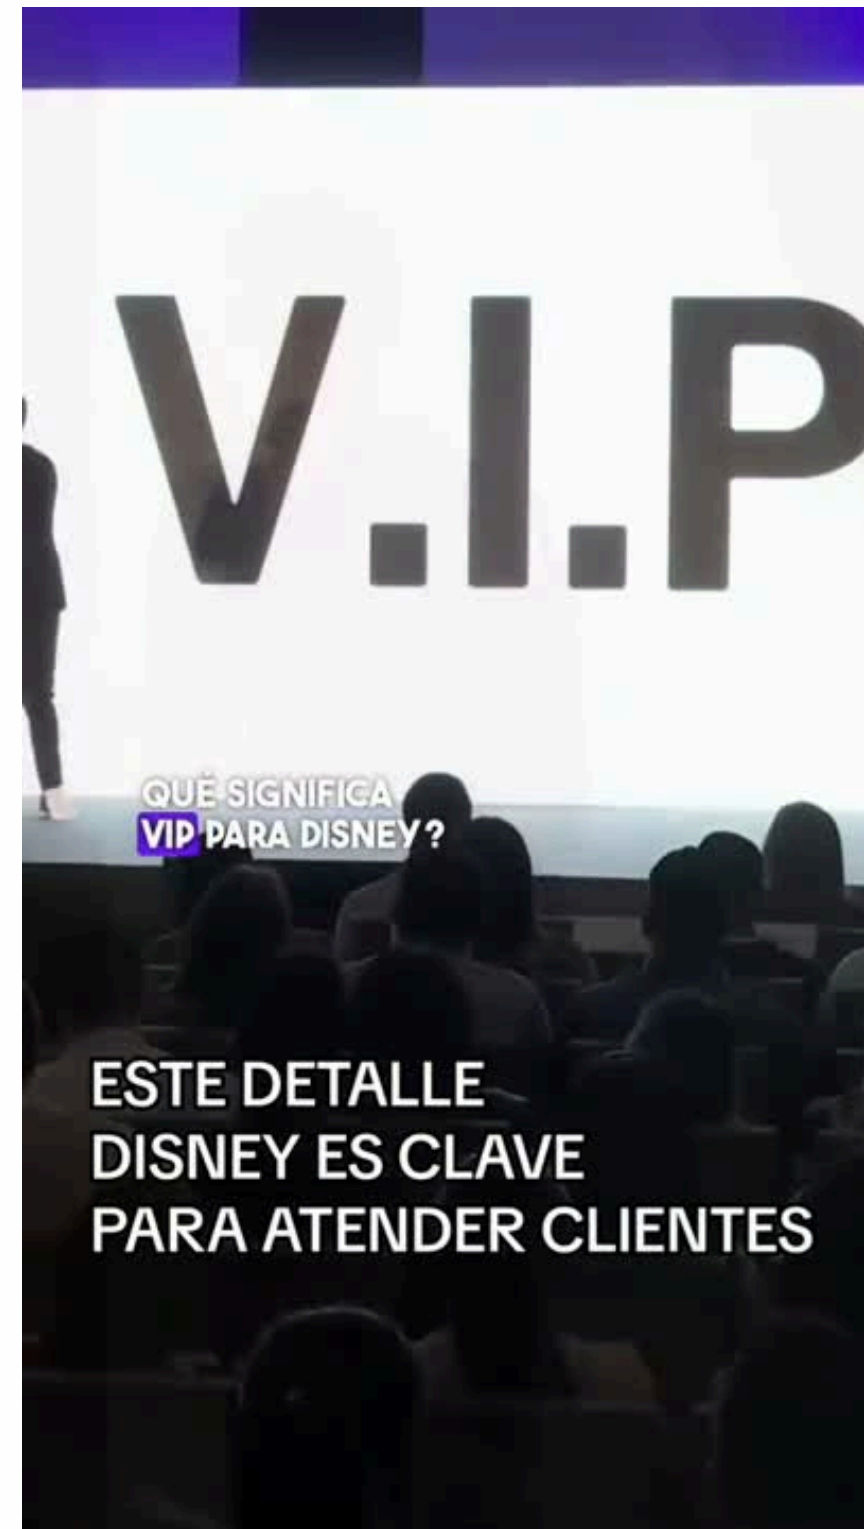 V.I.P
QUÉ SIGNIFICA
VIP PARA DISNEY?
ESTE DETALLE
DISNEY ES CLAVE
PARA ATENDER CLIENTES